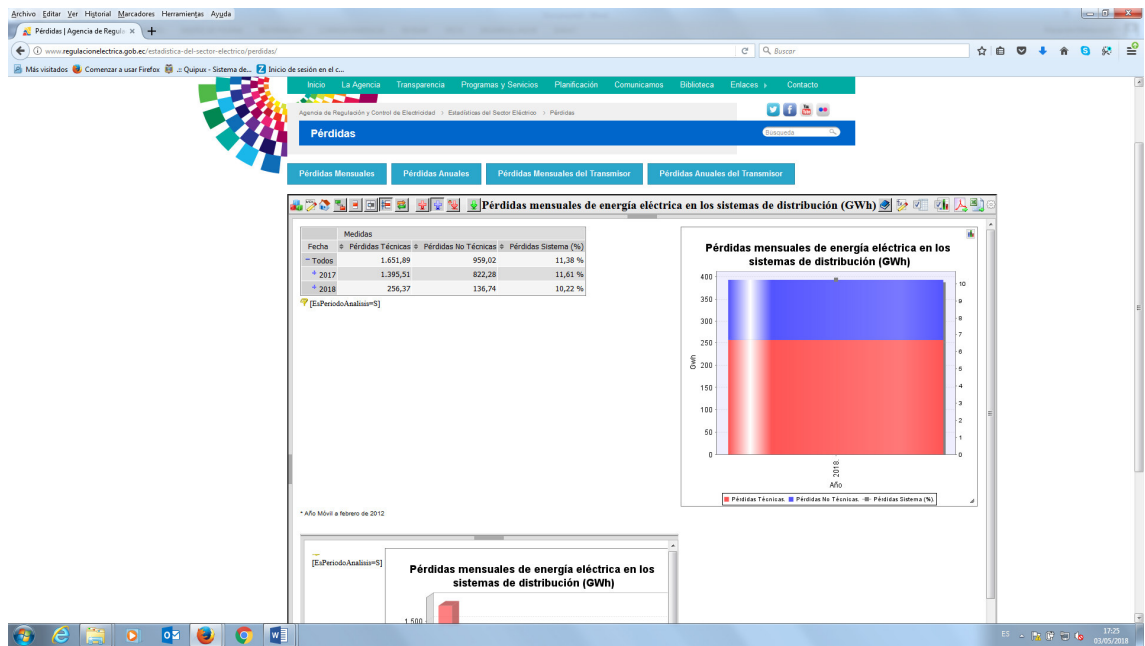 Archivo Editar Ver Historial Marcadores Herramientas Ayuda
Pérdidas | Agencia de Regula × +
www.regulacionelectrica.gob.ec/estadistica-del-sector-electrico/perdidas/
Buscar
Más visitados Comenzar a usar Firefox .:: Quipux - Sistema de... Inicio de sesión en el c...
Inicio La Agencia Transparencia Programas y Servicios Planificación Comunicamos Biblioteca Enlaces Contacto
Agencia de Regulación y Control de Electricidad > Estadísticas del Sector Eléctrico > Pérdidas
Pérdidas
Busqueda
Pérdidas Mensuales Pérdidas Anuales Pérdidas Mensuales del Transmisor Pérdidas Anuales del Transmisor
Pérdidas mensuales de energía eléctrica en los sistemas de distribución (GWh)
Medidas
Fecha Pérdidas Técnicas Pérdidas No Técnicas Pérdidas Sistema (%)
Todos 1.651,89 959,02 11,38 %
2017 1.395,51 822,28 11,61 %
2018 256,37 136,74 10,22 %
[EsPeriodoAnalisis=S]
Pérdidas mensuales de energía eléctrica en los
sistemas de distribución (GWh)
400
350
300
250
200
150
100
50
0
Gwh
10
9
8
7
6
5
4
3
2
1
0
2018.
Año
Pérdidas Técnicas. Pérdidas No Técnicas. Pérdidas Sistema (%).
* Año Móvil a febrero de 2012
[EsPeriodoAnalisis=S]
Pérdidas mensuales de energía eléctrica en los
sistemas de distribución (GWh)
1.500
ES
17:25
03/05/2018